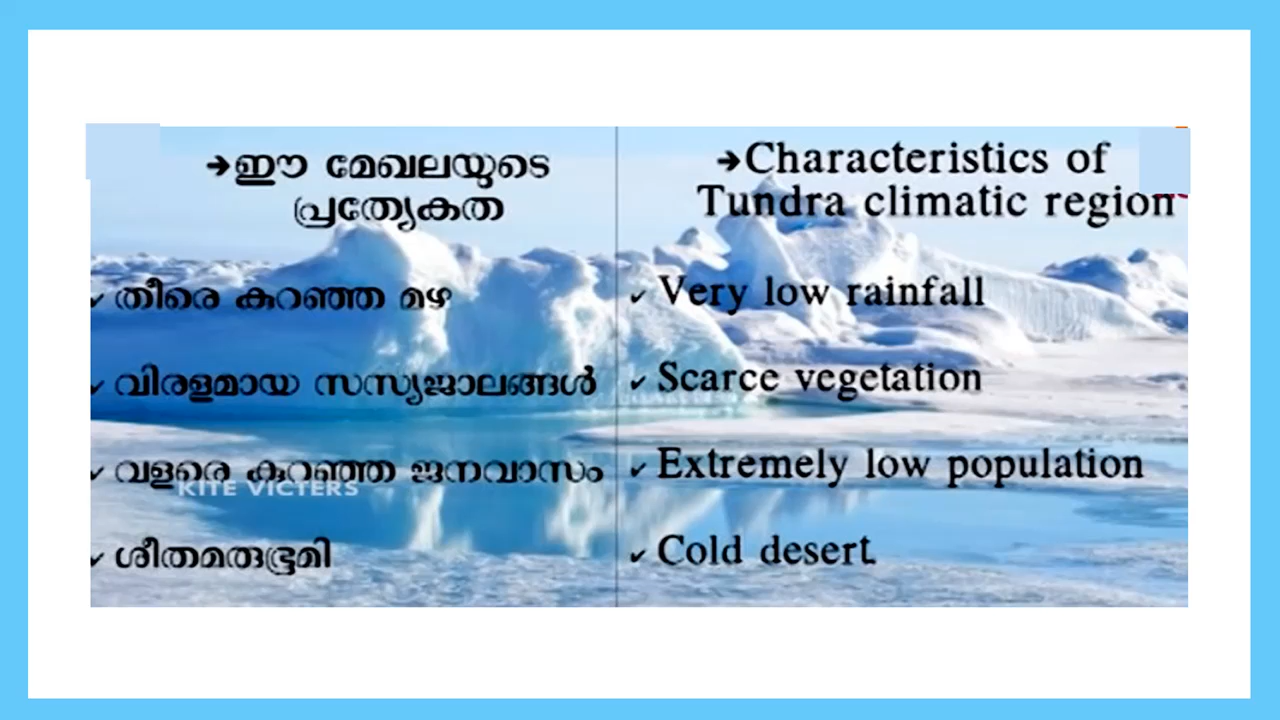 ➔ഈ മേഖലയുടെ
പ്രത്യേകത
✓ തീരെ കുറഞ്ഞ മഴ
✓ വിരളമായ സസ്യജാലങ്ങൾ
✓ വളരെ കുറഞ്ഞ ജനവാസം
KITE VICTERS
✓ ശീതമരുഭൂമി
➔Characteristics of
Tundra climatic region
✓ Very low rainfall
✓ Scarce vegetation
✓ Extremely low population
✓ Cold desert